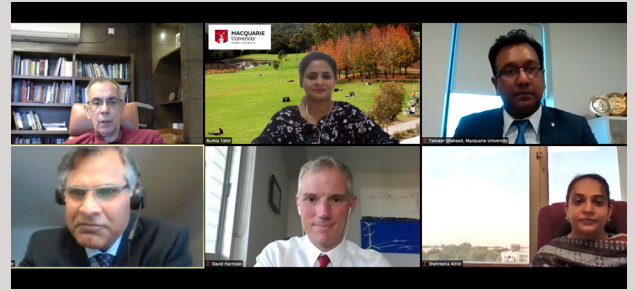 MACQUARIE
University
Rumla Tahir
Tanveer Shaheed, Macquarie University
David Harrison
Shehreena Amin